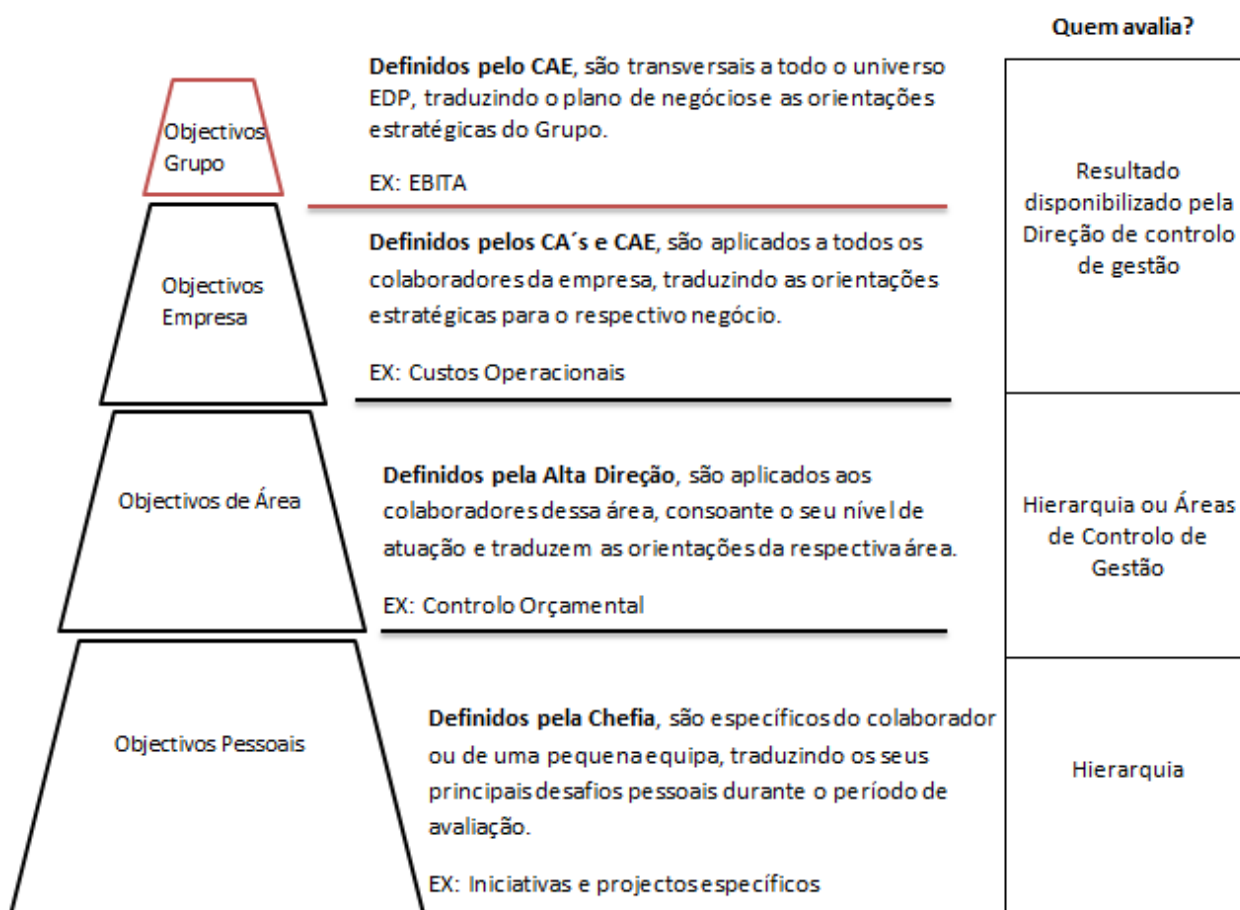 Quem avalia?
Objectivos
Grupo
Definidos pelo CAE, são transversais a todo o universo
EDP, traduzindo o plano de negócios e as orientações
estratégicas do Grupo.
EX: EBITA
Objectivos
Empresa
Definidos pelos CA´s e CAE, são aplicados a todos os
colaboradores da empresa, traduzindo as orientações
estratégicas para o respectivo negócio.
EX: Custos Operacionais
Resultado
disponibilizado pela
Direção de controlo
de gestão
Objectivos de Área
Definidos pela Alta Direção, são aplicados aos
colaboradores dessa área, consoante o seu nível de
atuação e traduzem as orientações da respectiva área.
EX: Controlo Orçamental
Hierarquia ou Áreas
de Controlo de
Gestão
Objectivos Pessoais
Definidos pela Chefia, são específicos do colaborador
ou de uma pequena equipa, traduzindo os seus
principais desafios pessoais durante o período de
avaliação.
EX: Iniciativas e projectos específicos
Hierarquia